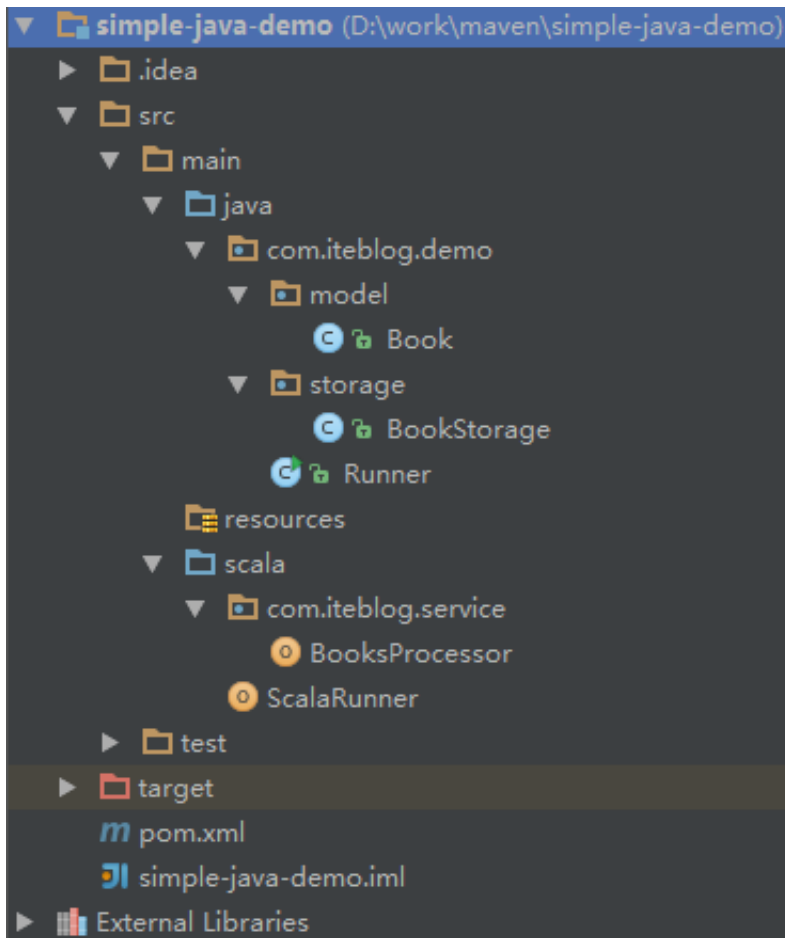 simple-java-demo (D:\work\maven\simple-java-demo)
.idea
src
main
java
com.iteblog.demo
model
Book
storage
BookStorage
Runner
resources
scala
com.iteblog.service
BooksProcessor
ScalaRunner
test
target
pom.xml
simple-java-demo.iml
External Libraries